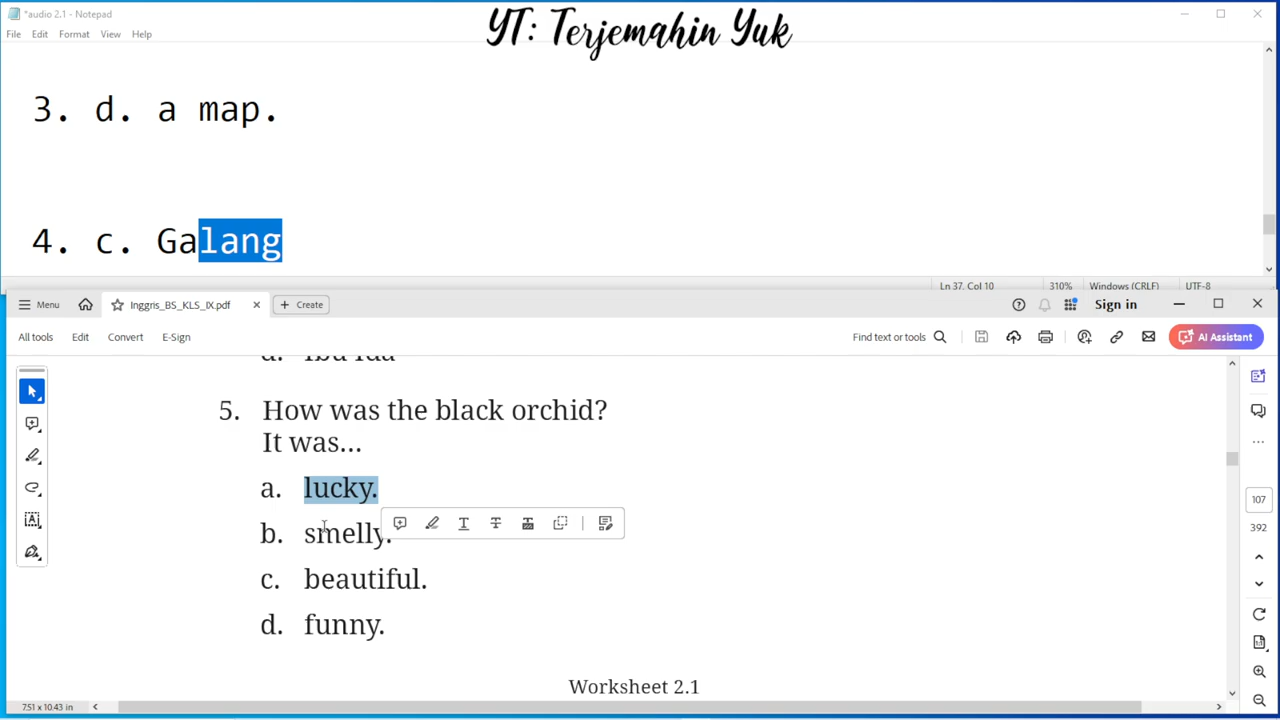 *audio 2.1 - Notepad
YT: Terjemahin Yuk
File Edit Format View Help
3. d. a map.
4. c. Galang
Ln 37, Col 10 310% Windows (CRLF) UTF-8
Menu Inggris_BS_KLS_IX.pdf Create Sign in
All tools Edit Convert E-Sign Find text or tools AI Assistant
d. Ibu Ida
5. How was the black orchid?
It was...
a. lucky.
b. smelly.
c. beautiful.
d. funny.
107
392
Worksheet 2.1
7.51 x 10.43 in